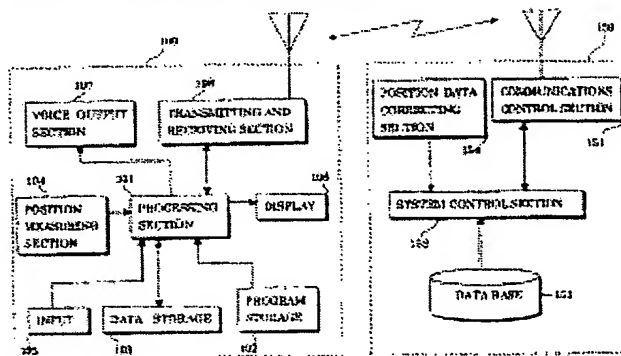 100
150
107
106
VOICE OUTPUT
SECTION
TRANSMITTING AND
RECEIVING SECTION
POSITION DATA
CORRECTING
SECTION
154
COMMUNICATIONS
CONTROL SECTION
151
104
POSITION
MEASURING
SECTION
PROCESSING
SECTION
DISPLAY
SYSTEM CONTROL SECTION
INPUT
DATA STORAGE
PROGRAM
STORAGE
102
DATA BASE